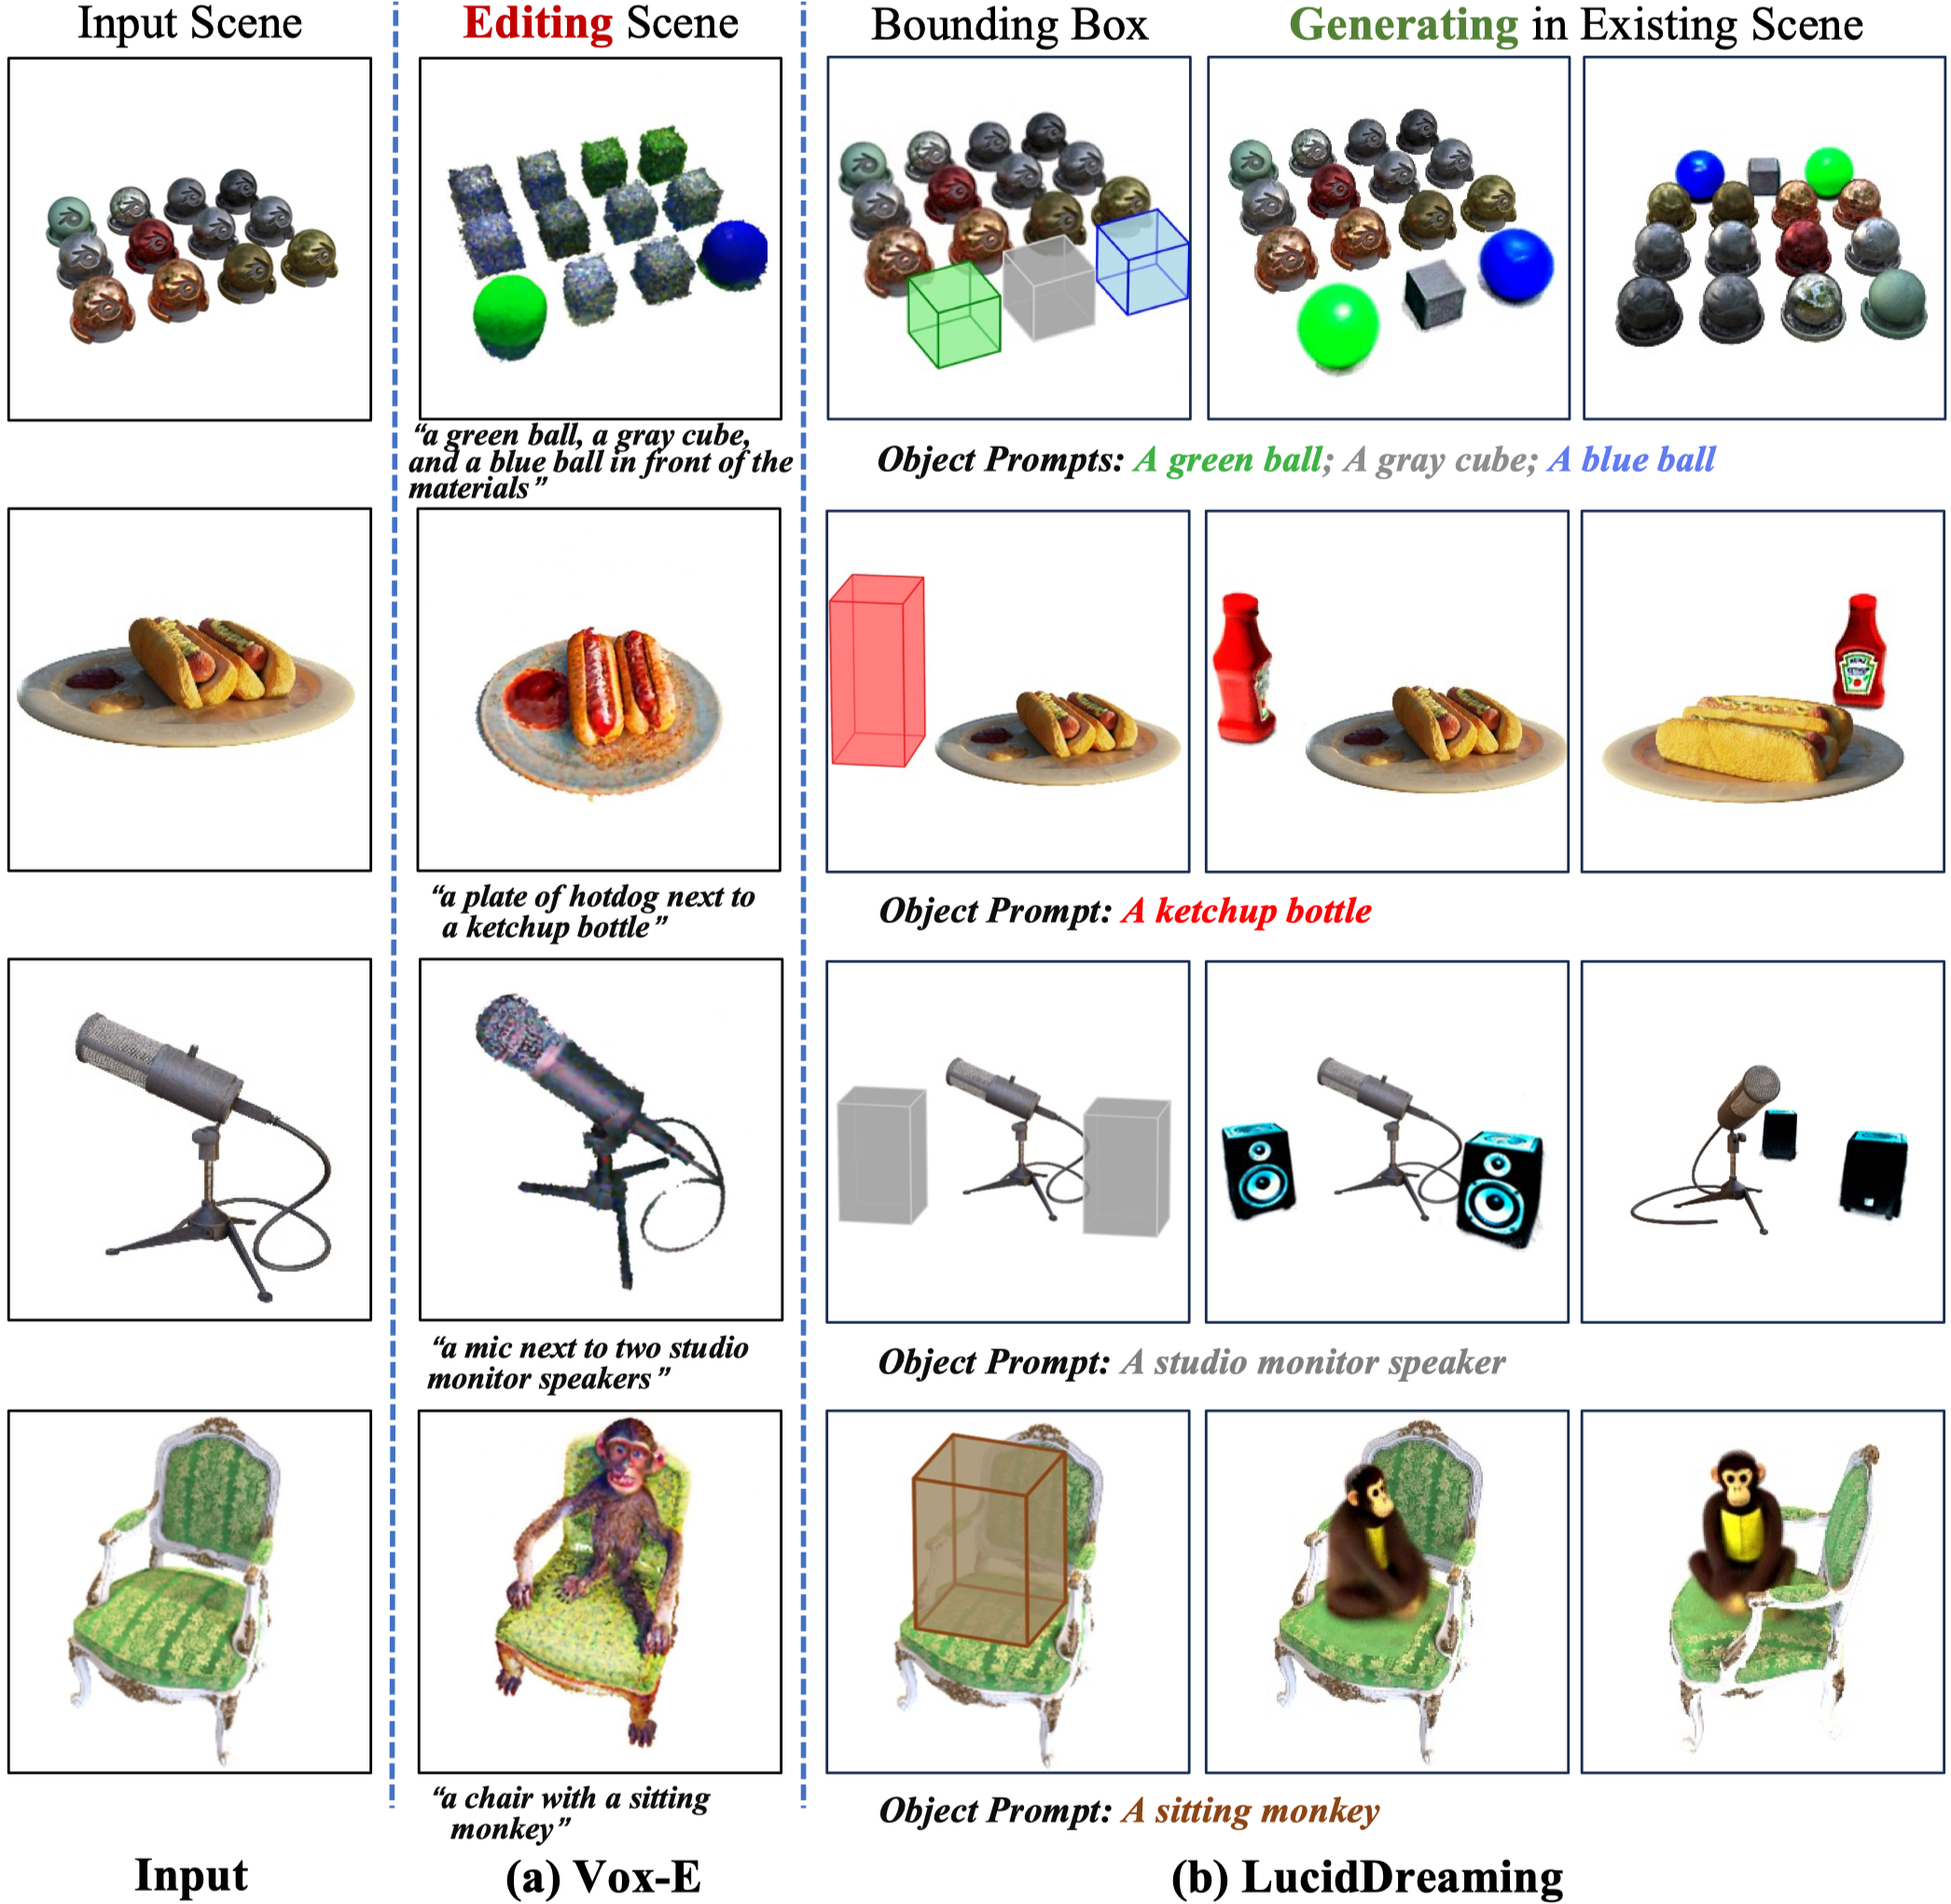 Input Scene
Editing Scene
Bounding Box
Generating in Existing Scene
“a green ball, a gray cube,
and a blue ball in front of the
materials”
Object Prompts: A green ball; A gray cube; A blue ball
“a plate of hotdog next to
a ketchup bottle”
Object Prompt: A ketchup bottle
“a mic next to two studio
monitor speakers”
Object Prompt: A studio monitor speaker
“a chair with a sitting
monkey”
Object Prompt: A sitting monkey
Input
(a) Vox-E
(b) LucidDreaming